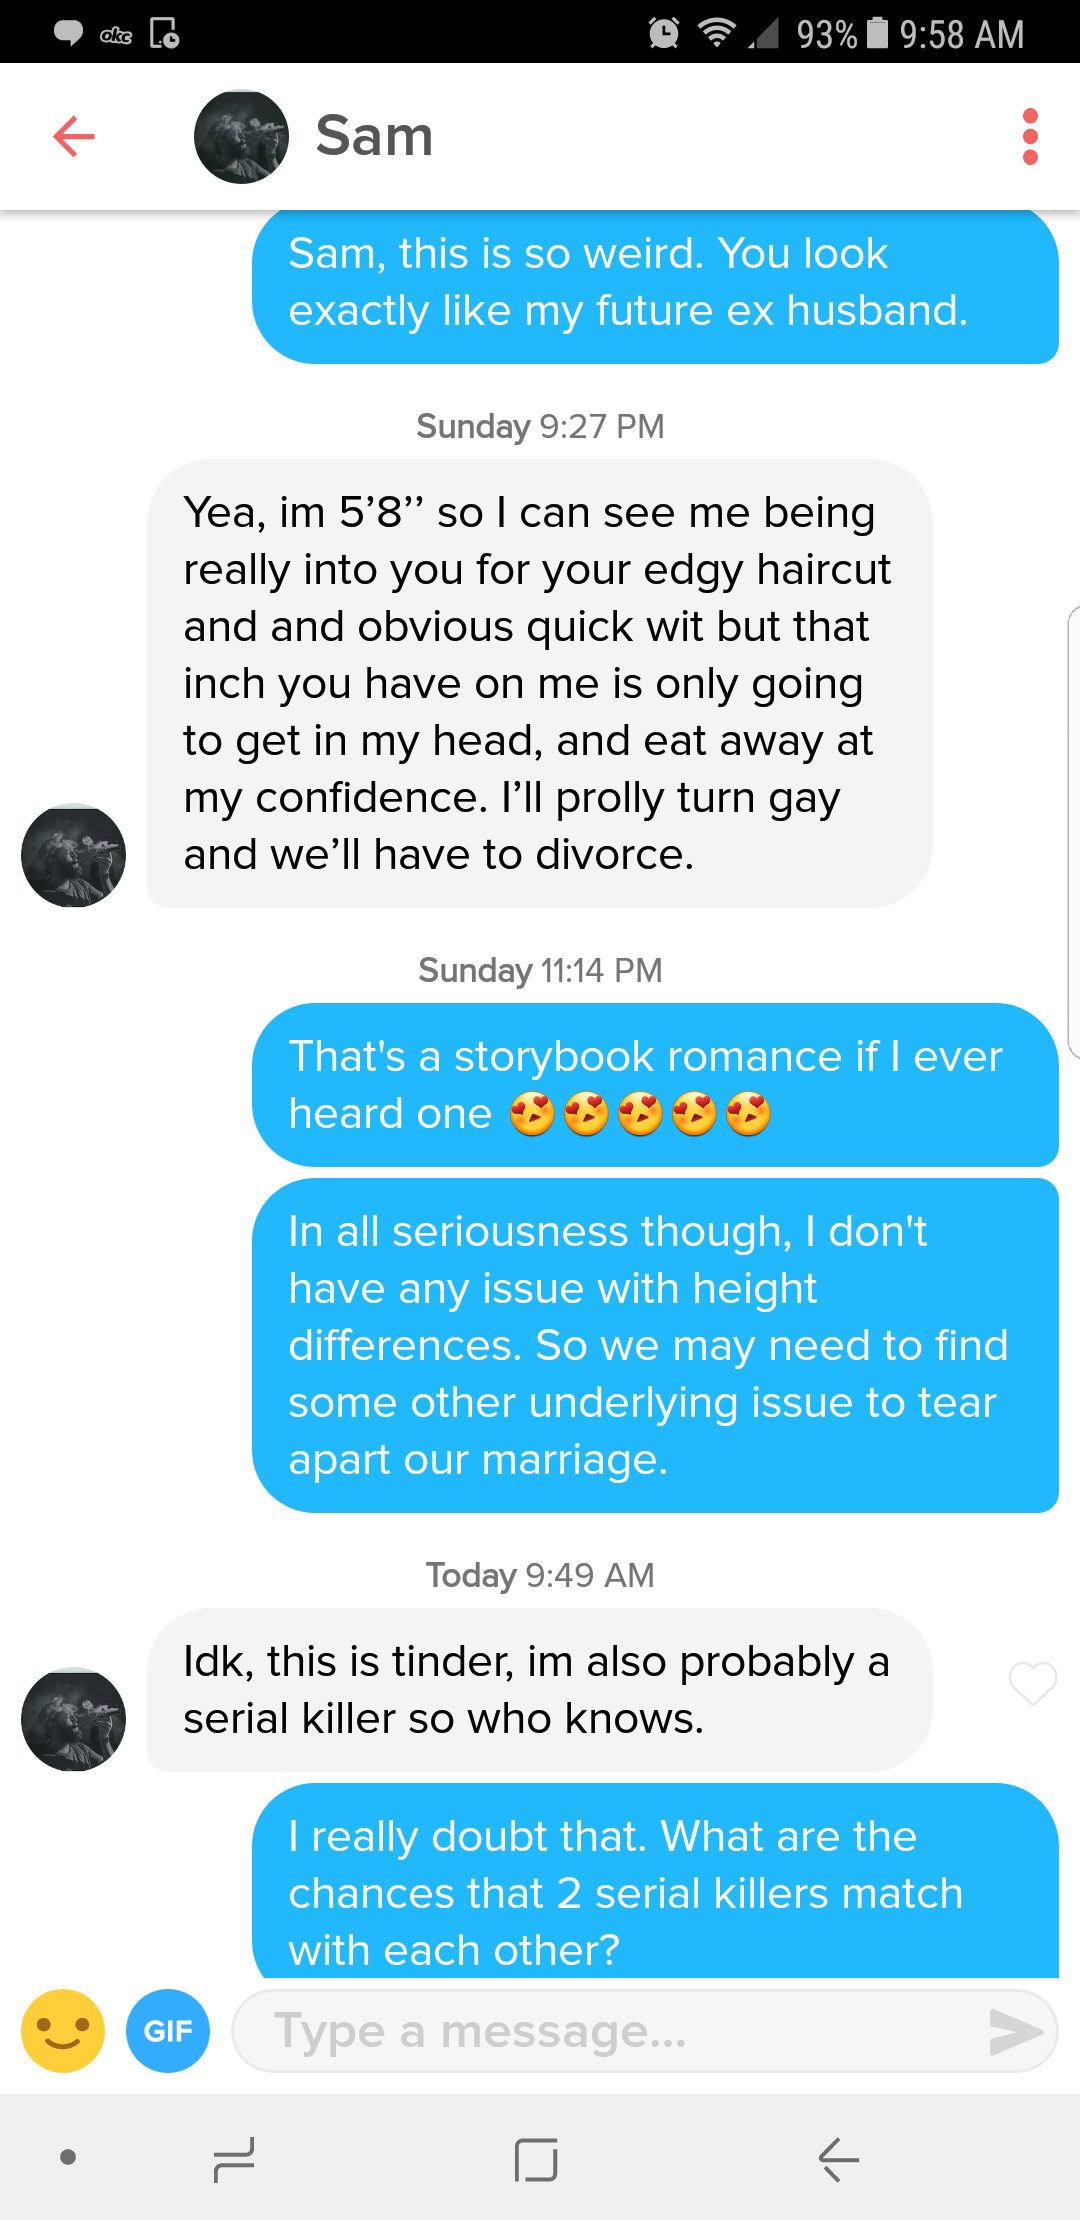 okc 93% 9:58 AM
Sam
Sam, this is so weird. You look
exactly like my future ex husband.
Sunday 9:27 PM
Yea, im 5’8’’ so I can see me being
really into you for your edgy haircut
and and obvious quick wit but that
inch you have on me is only going
to get in my head, and eat away at
my confidence. I’ll prolly turn gay
and we’ll have to divorce.
Sunday 11:14 PM
That's a storybook romance if I ever
heard one 😍😍😍😍😍
In all seriousness though, I don't
have any issue with height
differences. So we may need to find
some other underlying issue to tear
apart our marriage.
Today 9:49 AM
Idk, this is tinder, im also probably a
serial killer so who knows.
I really doubt that. What are the
chances that 2 serial killers match
with each other?
GIF Type a message...